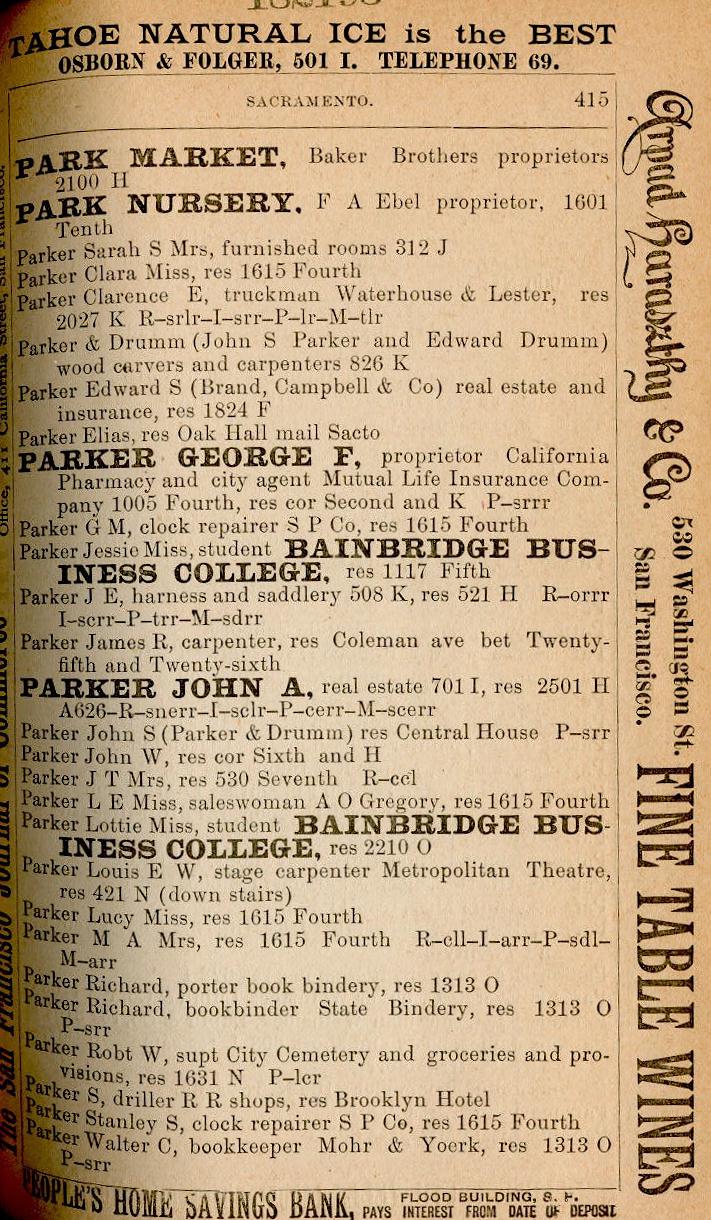 TAHOE NATURAL ICE is the BEST
OSBORN & FOLGER, 501 I. TELEPHONE 69.
SACRAMENTO. 415
PARK MARKET, Baker Brothers proprietors
2100 H
PARK NURSERY, F A Ebel proprietor, 1601
Tenth
Parker Sarah S Mrs, furnished rooms 312 J
Parker Clara Miss, res 1615 Fourth
Parker Clarence E, truckman Waterhouse & Lester, res
2027 K R–srlr–I–srr–P–lr–M–tlr
Parker & Drumm (John S Parker and Edward Drumm)
wood carvers and carpenters 826 K
Parker Edward S (Brand, Campbell & Co) real estate and
insurance, res 1824 F
Parker Elias, res Oak Hall mail Sacto
PARKER GEORGE F, proprietor California
Pharmacy and city agent Mutual Life Insurance Com-
pany 1005 Fourth, res cor Second and K P–srrr
Parker G M, clock repairer S P Co, res 1615 Fourth
Parker Jessie Miss, student BAINBRIDGE BUS-
INESS COLLEGE, res 1117 Fifth
Parker J E, harness and saddlery 508 K, res 521 H R–orrr
I–scrr–P–trr–M–sdrr
Parker James R, carpenter, res Coleman ave bet Twenty-
fifth and Twenty-sixth
PARKER JOHN A, real estate 701 I, res 2501 H
A626–R–snerr–I–sclr–P–cerr–M–scerr
Parker John S (Parker & Drumm) res Central House P–srr
Parker John W, res cor Sixth and H
Parker J T Mrs, res 530 Seventh R–ccl
Parker L E Miss, saleswoman A O Gregory, res 1615 Fourth
Parker Lottie Miss, student BAINBRIDGE BUS-
INESS COLLEGE, res 2210 O
Parker Louis E W, stage carpenter Metropolitan Theatre,
res 421 N (down stairs)
Parker Lucy Miss, res 1615 Fourth
Parker M A Mrs, res 1615 Fourth R–cll–I–arr–P–sdl–
M–arr
Parker Richard, porter book bindery, res 1313 O
Parker Richard, bookbinder State Bindery, res 1313 O
P–srr
Parker Robt W, supt City Cemetery and groceries and pro-
visions, res 1631 N P–lcr
Parker S, driller R R shops, res Brooklyn Hotel
Parker Stanley S, clock repairer S P Co, res 1615 Fourth
Parker Walter C, bookkeeper Mohr & Yoerk, res 1313 O
P–srr
PEOPLE'S HOME SAVINGS BANK, FLOOD BUILDING, S. F.
PAYS INTEREST FROM DATE OF DEPOSIT
Arpad Haraszthy & Co. 530 Washington St.
San Francisco.
FINE TABLE WINES
The San Francisco Journal of Commerce
Office, 411 California Street, San Francisco.